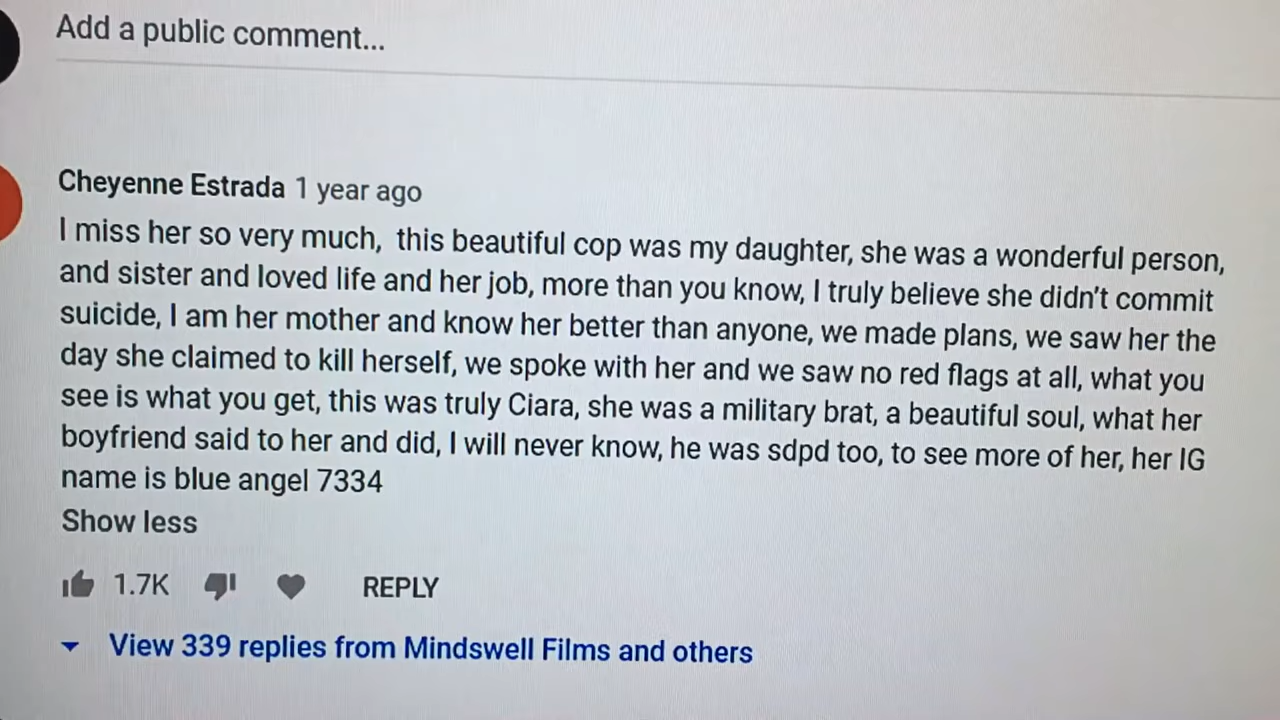 Add a public comment...
Cheyenne Estrada 1 year ago
I miss her so very much,  this beautiful cop was my daughter, she was a wonderful person,
and sister and loved life and her job, more than you know, I truly believe she didn't commit
suicide, I am her mother and know her better than anyone, we made plans, we saw her the
day she claimed to kill herself, we spoke with her and we saw no red flags at all, what you
see is what you get, this was truly Ciara, she was a military brat, a beautiful soul, what her
boyfriend said to her and did, I will never know, he was sdpd too, to see more of her, her IG
name is blue angel 7334
Show less
1.7K REPLY
View 339 replies from Mindswell Films and others